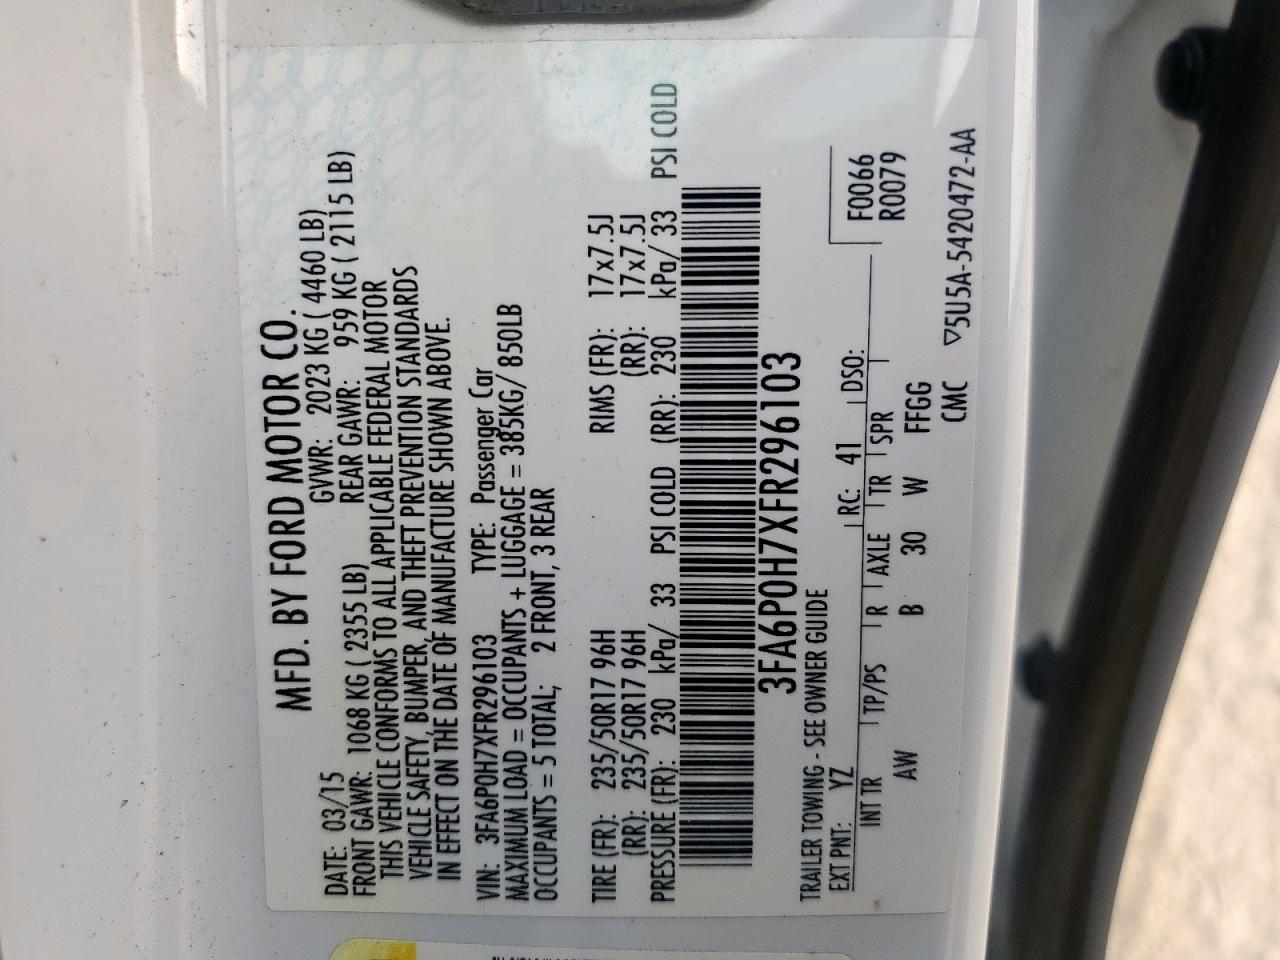 MFD. BY FORD MOTOR CO.
DATE: 03/15 GVWR: 2023 KG ( 4460 LB)
FRONT GAWR: 1068 KG ( 2355 LB) REAR GAWR: 959 KG ( 2115 LB)
THIS VEHICLE CONFORMS TO ALL APPLICABLE FEDERAL MOTOR
VEHICLE SAFETY, BUMPER, AND THEFT PREVENTION STANDARDS
IN EFFECT ON THE DATE OF MANUFACTURE SHOWN ABOVE.
VIN: 3FA6P0H7XFR296103 TYPE: Passenger Car
MAXIMUM LOAD = OCCUPANTS + LUGGAGE = 385KG/ 850LB
OCCUPANTS = 5 TOTAL; 2 FRONT, 3 REAR
TIRE (FR): 235/50R17 96H RIMS (FR): 17x7.5J
(RR): 235/50R17 96H (RR): 17x7.5J
PRESSURE (FR): 230 kPa/ 33 PSI COLD (RR): 230 kPa/ 33 PSI COLD
3FA6P0H7XFR296103
TRAILER TOWING - SEE OWNER GUIDE
EXT PNT: YZ RC: 41 DSO: F0066
R0079
INT TR TP/PS R AXLE TR SPR
AW B 30 W FFGG
CMC ▽5U5A-5420472-AA